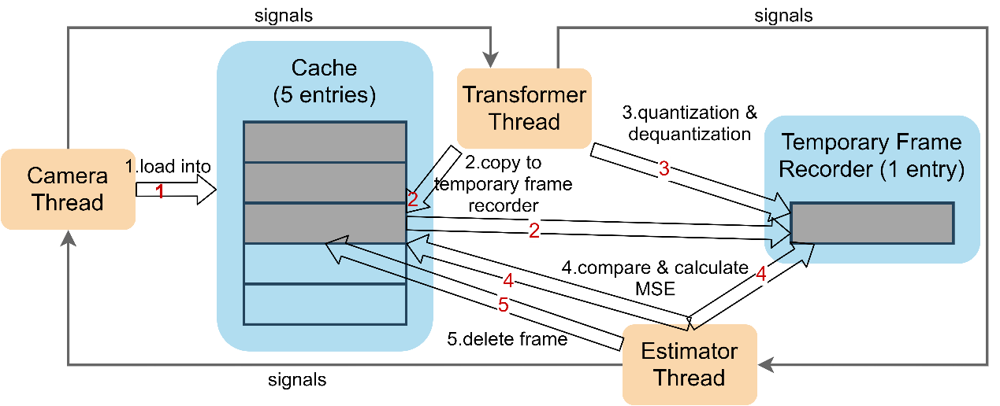 signals
signals
Cache
(5 entries)
Transformer
Thread
3.quantization &
dequantization
Temporary Frame
Recorder (1 entry)
Camera
Thread
1.load into
1
2.copy to
temporary frame
recorder
2
3
2
4.compare & calculate
MSE
4
4
5
5.delete frame
Estimator
Thread
signals